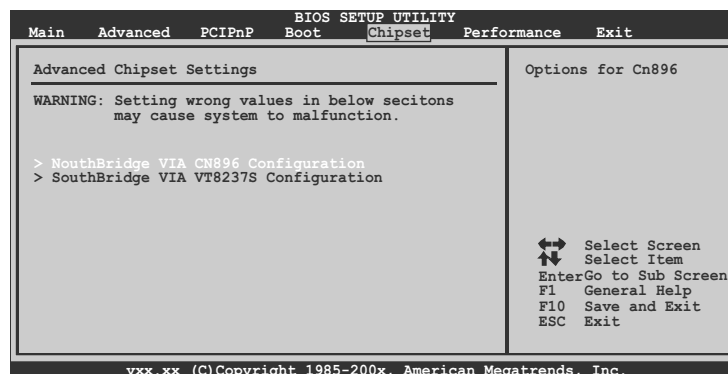 BIOS SETUP UTILITY
Main Advanced PCIPnP Boot Chipset Performance Exit
Advanced Chipset Settings
WARNING: Setting wrong values in below secitons
may cause system to malfunction.
> NouthBridge VIA CN896 Configuration
> SouthBridge VIA VT8237S Configuration
Options for Cn896
Select Screen
Select Item
EnterGo to Sub Screen
F1 General Help
F10 Save and Exit
ESC Exit
vxx.xx (C)Copyright 1985-200x, American Megatrends, Inc.